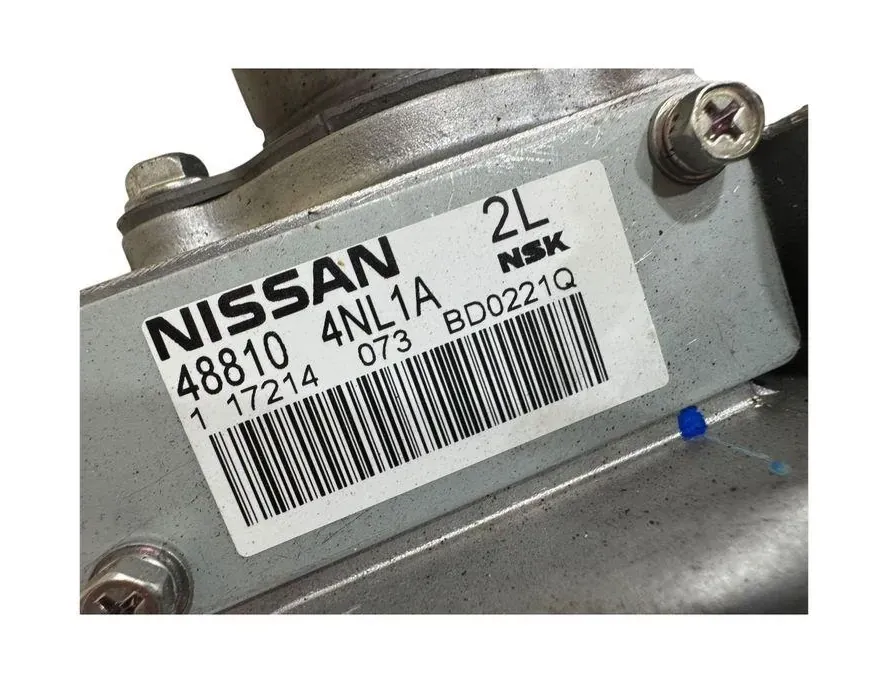 2L
NSK
NISSAN
48810 4NL1A
1 17214 073 BD0221Q